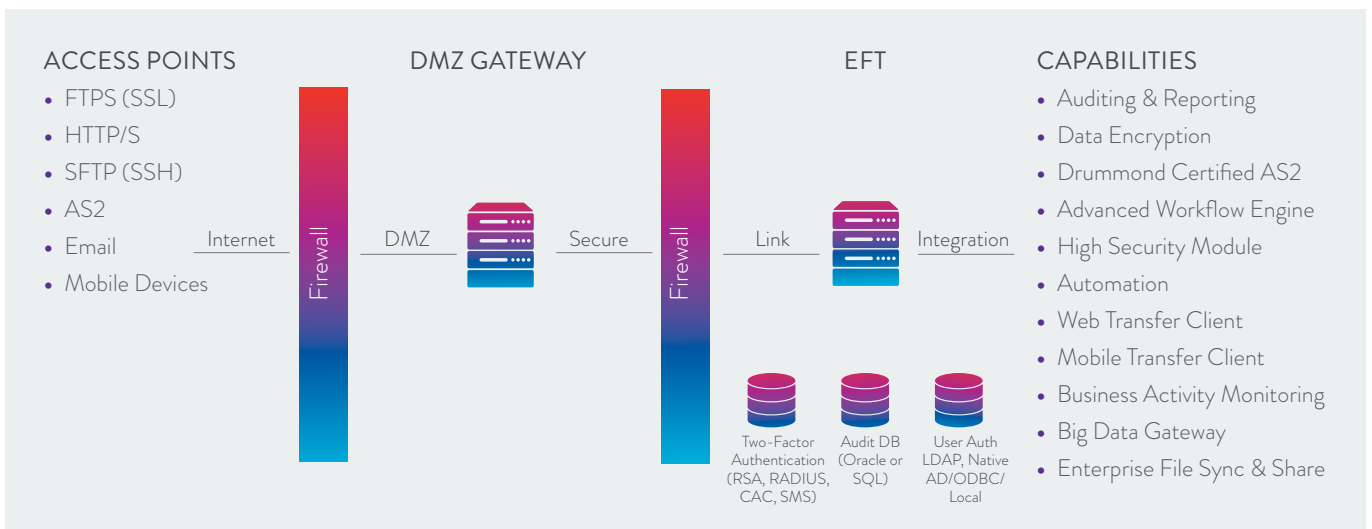 ACCESS POINTS
• FTPS (SSL)
• HTTP/S
• SFTP (SSH)
• AS2
• Email
• Mobile Devices
Internet
Firewall
DMZ GATEWAY
DMZ
Secure
Firewall
EFT
Link
Integration
Two-Factor
Authentication
(RSA, RADIUS,
CAC, SMS)
Audit DB
(Oracle or
SQL)
User Auth
LDAP, Native
AD/ODBC/
Local
CAPABILITIES
• Auditing & Reporting
• Data Encryption
• Drummond Certified AS2
• Advanced Workflow Engine
• High Security Module
• Automation
• Web Transfer Client
• Mobile Transfer Client
• Business Activity Monitoring
• Big Data Gateway
• Enterprise File Sync & Share